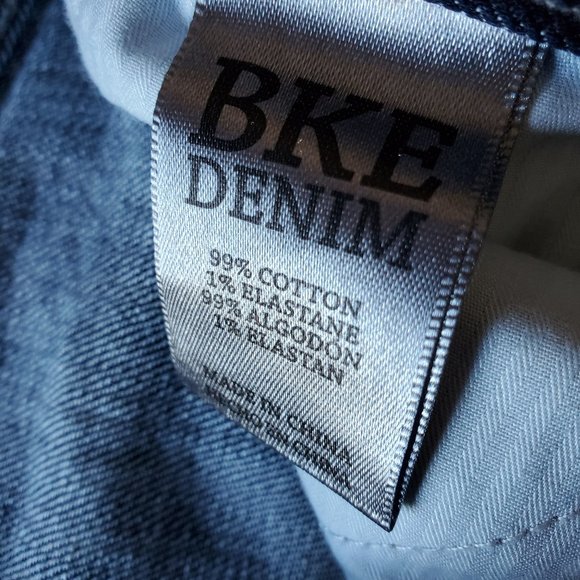 BKE
DENIM
99% COTTON
1% ELASTANE
99% ALGODON
1% ELASTAN
MADE IN CHINA
HECHO EN CHINA